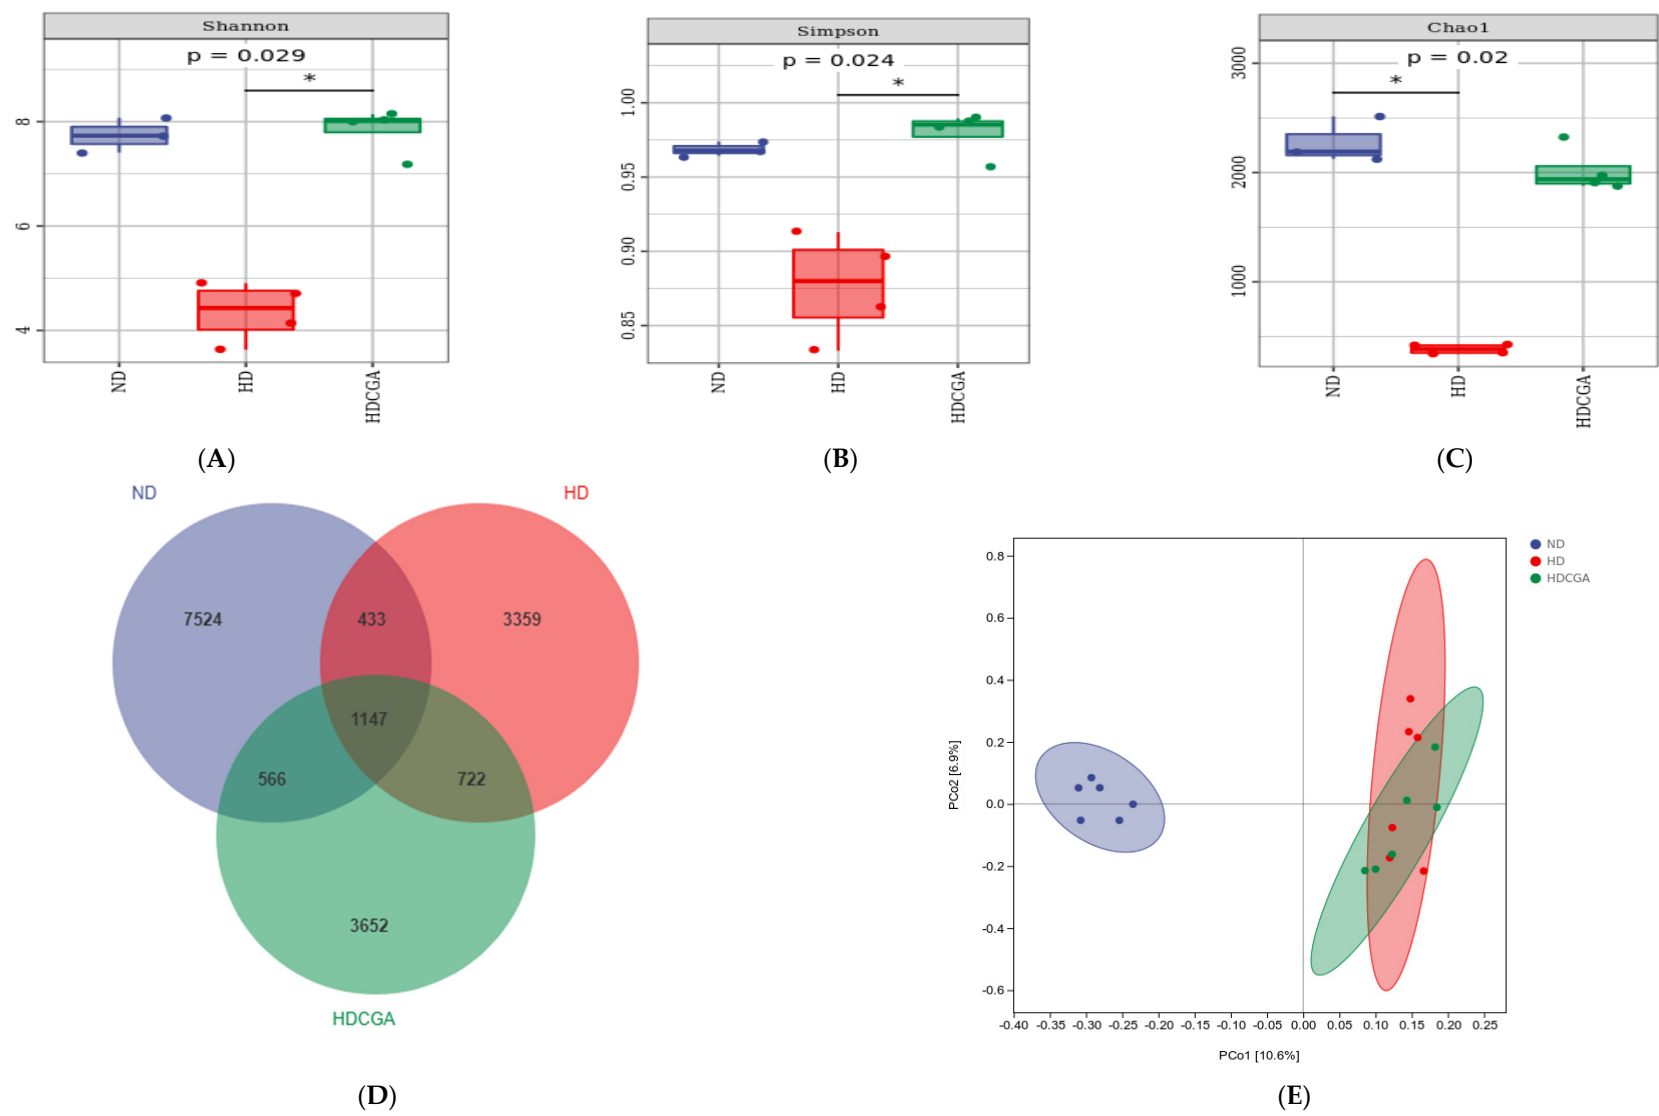 Shannon
p = 0.029
*
8
6
4
ND
HD
HDCGA
(A)
Simpson
p = 0.024
*
1.00
0.95
0.90
0.85
ND
HD
HDCGA
(B)
Chao1
p = 0.02
*
3000
2000
1000
ND
HD
HDCGA
(C)
ND
HD
7524
433
3359
1147
566
722
3652
HDCGA
(D)
ND
HD
HDCGA
0.8
0.6
0.4
0.2
0.0
-0.2
-0.4
-0.6
PCo2 [6.9%]
-0.40 -0.35 -0.30 -0.25 -0.20 -0.15 -0.10 -0.05 0.00 0.05 0.10 0.15 0.20 0.25
PCo1 [10.6%]
(E)